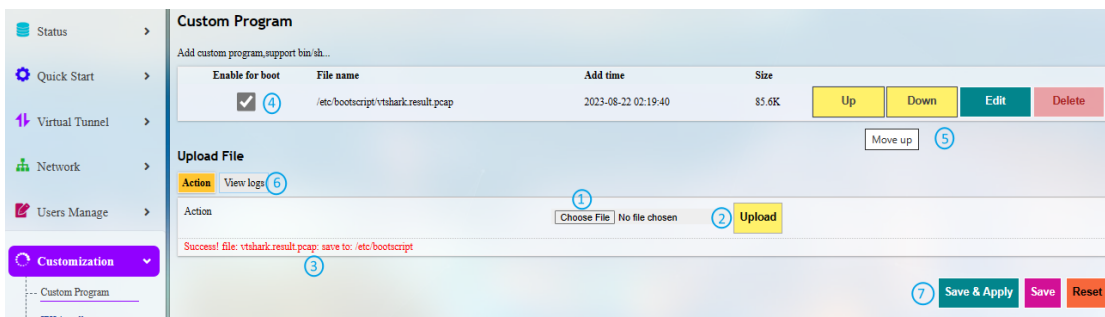 Custom Program
Status
Add custom program,support bin/sh...
Enable for boot File name Add time Size
Quick Start
4 /etc/bootscript/vtshark.result.pcap 2023-08-22 02:19:40 85.6K Up Down Edit Delete
Virtual Tunnel
Move up 5
Upload File
Network
Action View logs 6
1
Users Manage
Action Choose File No file chosen 2 Upload
Success! file: vtshark.result.pcap: save to: /etc/bootscript
Customization
3
Custom Program
7 Save & Apply Save Reset